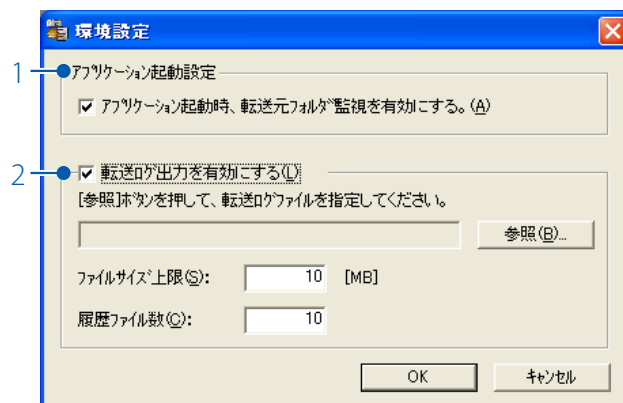 環境設定
1
ｱﾌﾟﾘｹｰｼｮﾝ起動設定
ｱﾌﾟﾘｹｰｼｮﾝ起動時、転送元ﾌｫﾙﾀﾞ監視を有効にする。(A)
2
転送ﾛｸﾞ出力を有効にする(L)
[参照]ﾎﾞﾀﾝを押して、転送ﾛｸﾞﾌｧｲﾙを指定してください。
参照(B)...
ﾌｧｲﾙｻｲｽﾞ上限(S): 10 [MB]
履歴ﾌｧｲﾙ数(C): 10
OK ｷｬﾝｾﾙ